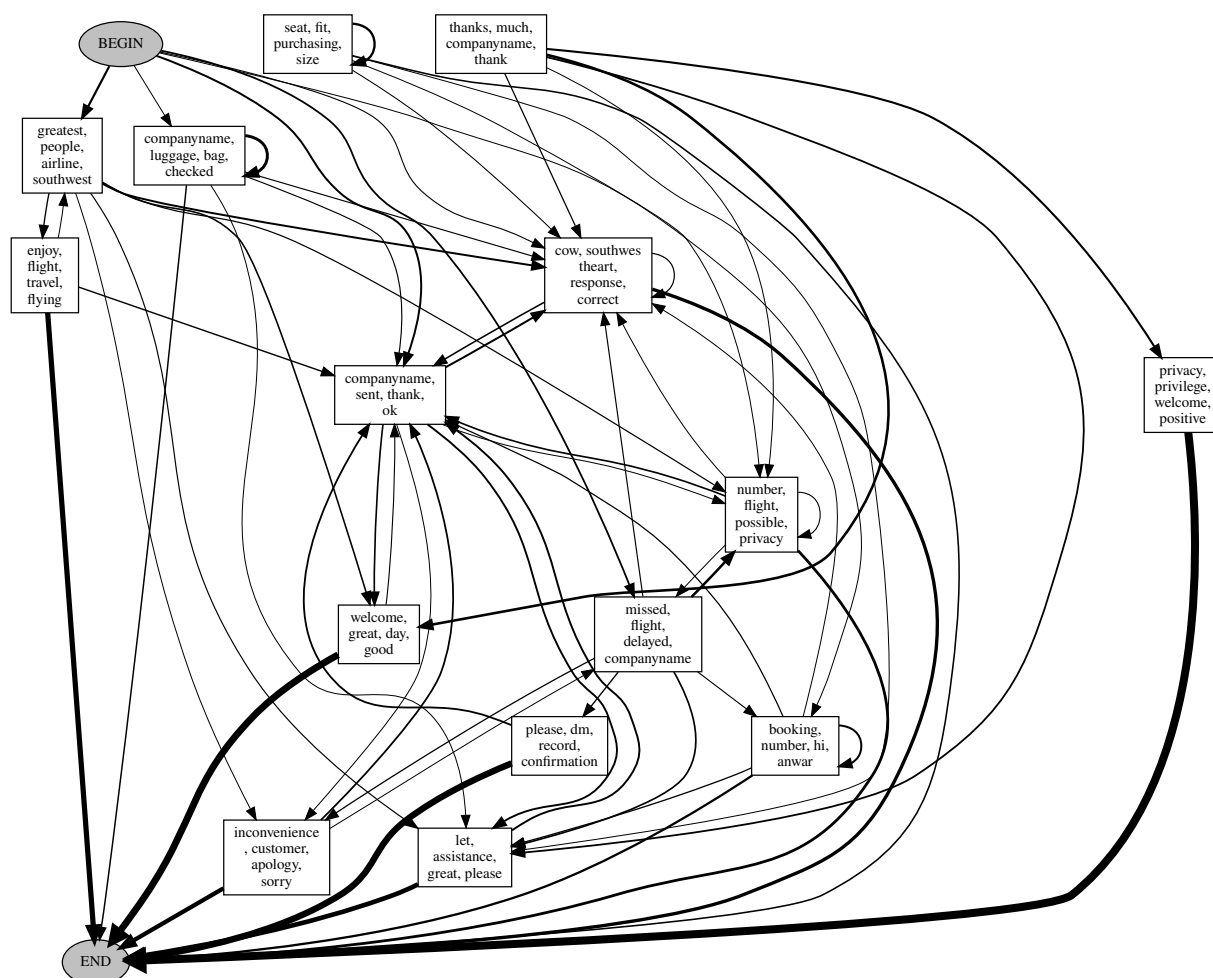 BEGIN
seat, fit,
purchasing,
size
thanks, much,
companyname,
thank
greatest,
people,
airline,
southwest
companyname,
luggage, bag,
checked
enjoy,
flight,
travel,
flying
cow, southwes
theart,
response,
correct
companyname,
sent, thank,
ok
privacy,
privilege,
welcome,
positive
number,
flight,
possible,
privacy
welcome,
great, day,
good
missed,
flight,
delayed,
companyname
please, dm,
record,
confirmation
booking,
number, hi,
anwar
inconvenience
, customer,
apology,
sorry
let,
assistance,
great, please
END